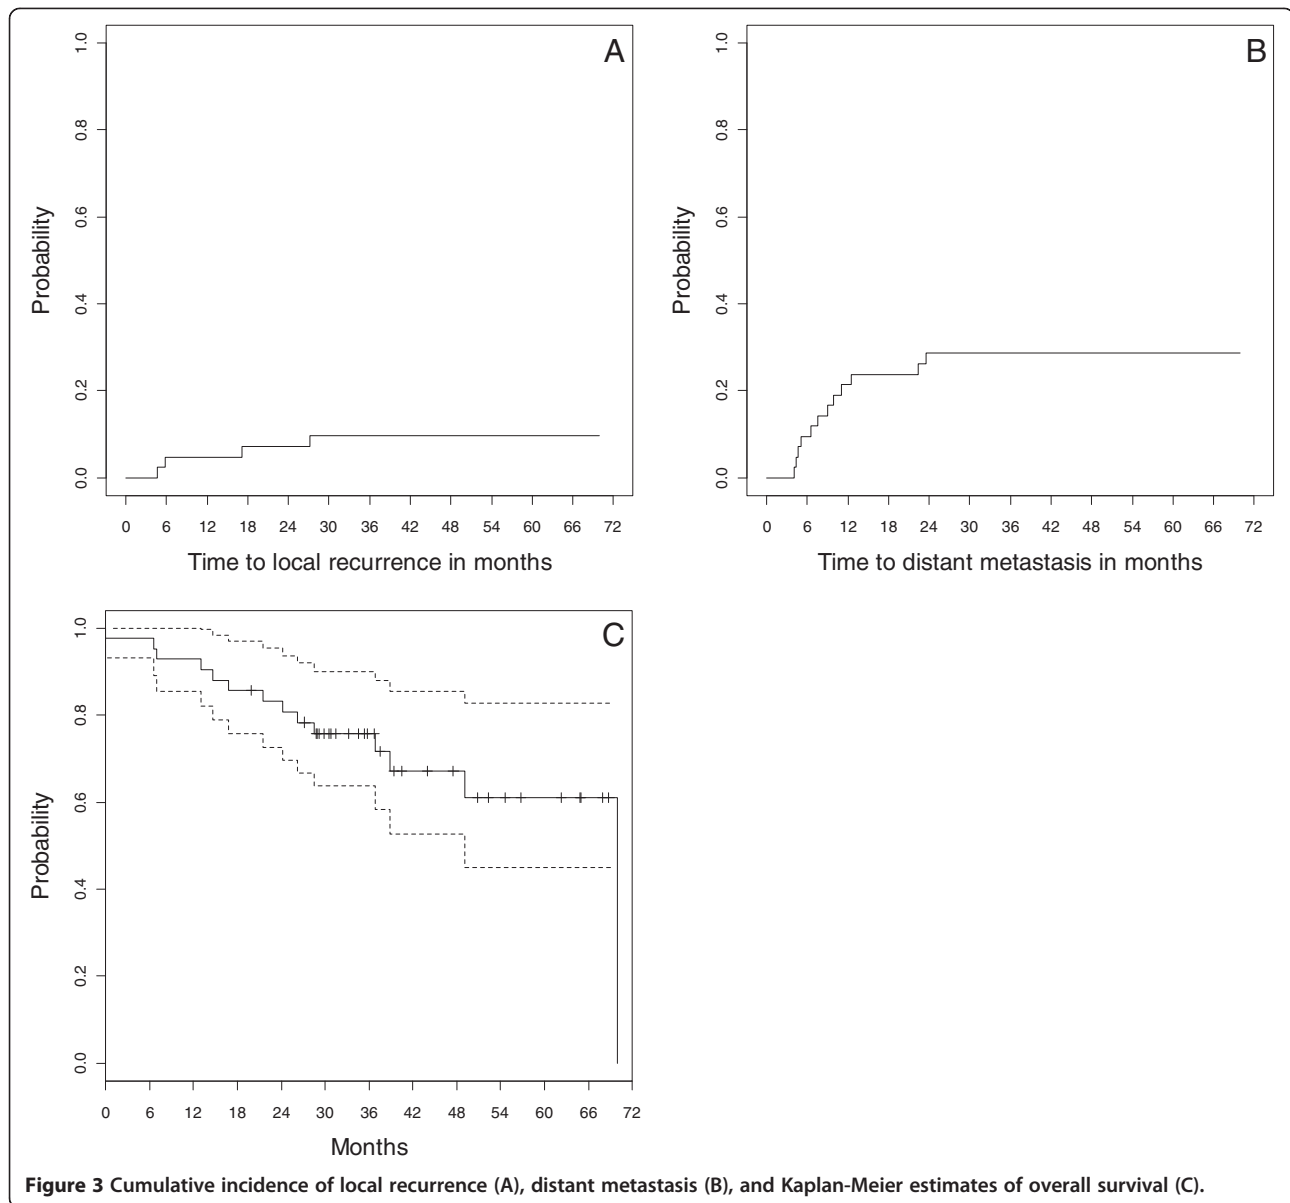 A
1.0
0.8
0.6
0.4
0.2
0.0
Probability
0 6 12 18 24 30 36 42 48 54 60 66 72
Time to local recurrence in months
B
1.0
0.8
0.6
0.4
0.2
0.0
Probability
0 6 12 18 24 30 36 42 48 54 60 66 72
Time to distant metastasis in months
C
1.0
0.8
0.6
0.4
0.2
0.0
Probability
0 6 12 18 24 30 36 42 48 54 60 66 72
Months
Figure 3 Cumulative incidence of local recurrence (A), distant metastasis (B), and Kaplan-Meier estimates of overall survival (C).